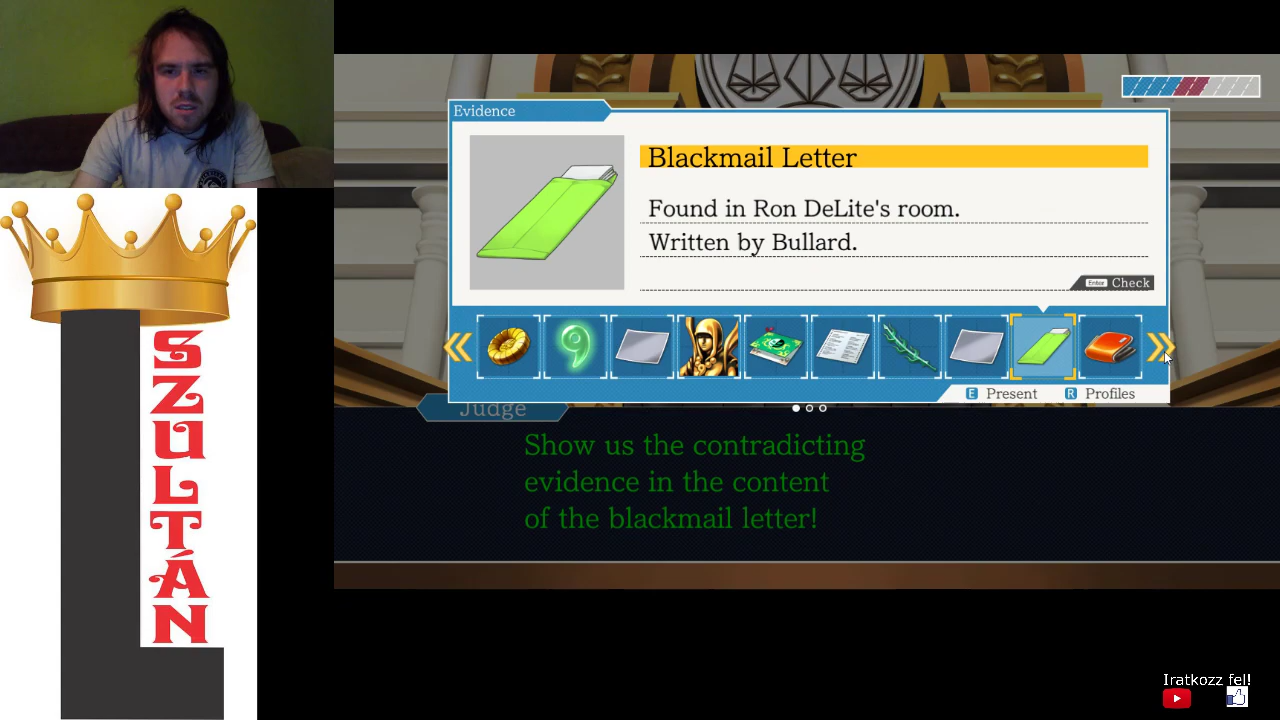 Evidence
Blackmail Letter
Found in Ron DeLite's room.
Written by Bullard.
Enter Check
E Present R Profiles
Judge
Show us the contradicting
evidence in the content
of the blackmail letter!
L
SZULTÁN
Iratkozz fel!